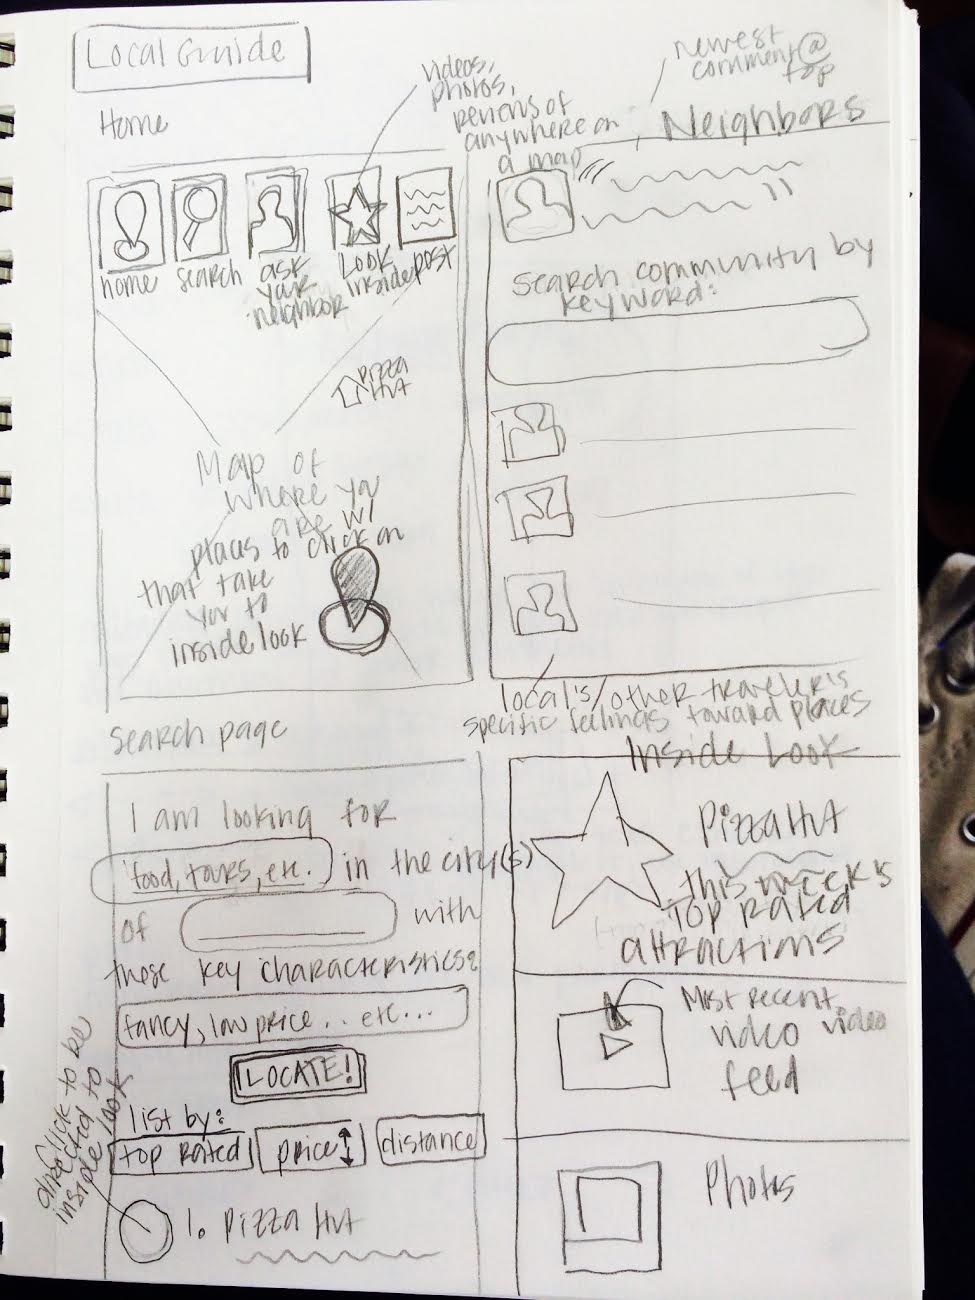 Local Guide
Home
videos,
photos,
reviews of
anywhere on
a map
home
search
ask
your
neighbor
Look
inside
post
pizza
Hut
Map of
where you
are w/
places to click on
that take
you to
inside look
newest
comment @
top
Neighbors
search community by
keyword:
local's/other traveler's
specific feelings toward places
Search page
I am looking for
food, tours, etc. in the city(s)
of with
these key characteristics:
fancy, low price . . etc...
LOCATE!
list by:
top rated
price
distance
1. Pizza Hut
click to be
directed to
inside look
Inside Look
Pizza Hut
this week's
Top Rated
attractions
Most recent
video
video
feed
Photos